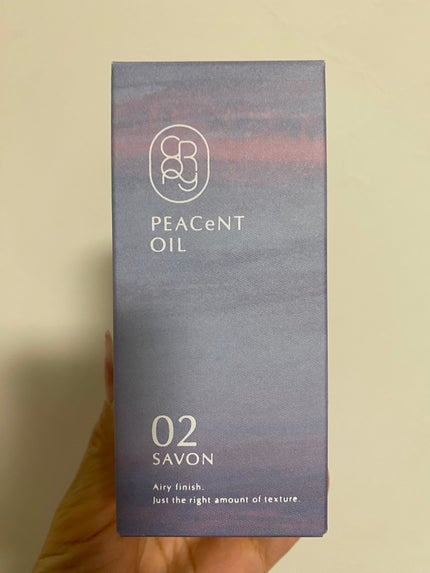 PEACeNT
OIL
02
SAVON
Airy finish.
Just the right amount of texture.